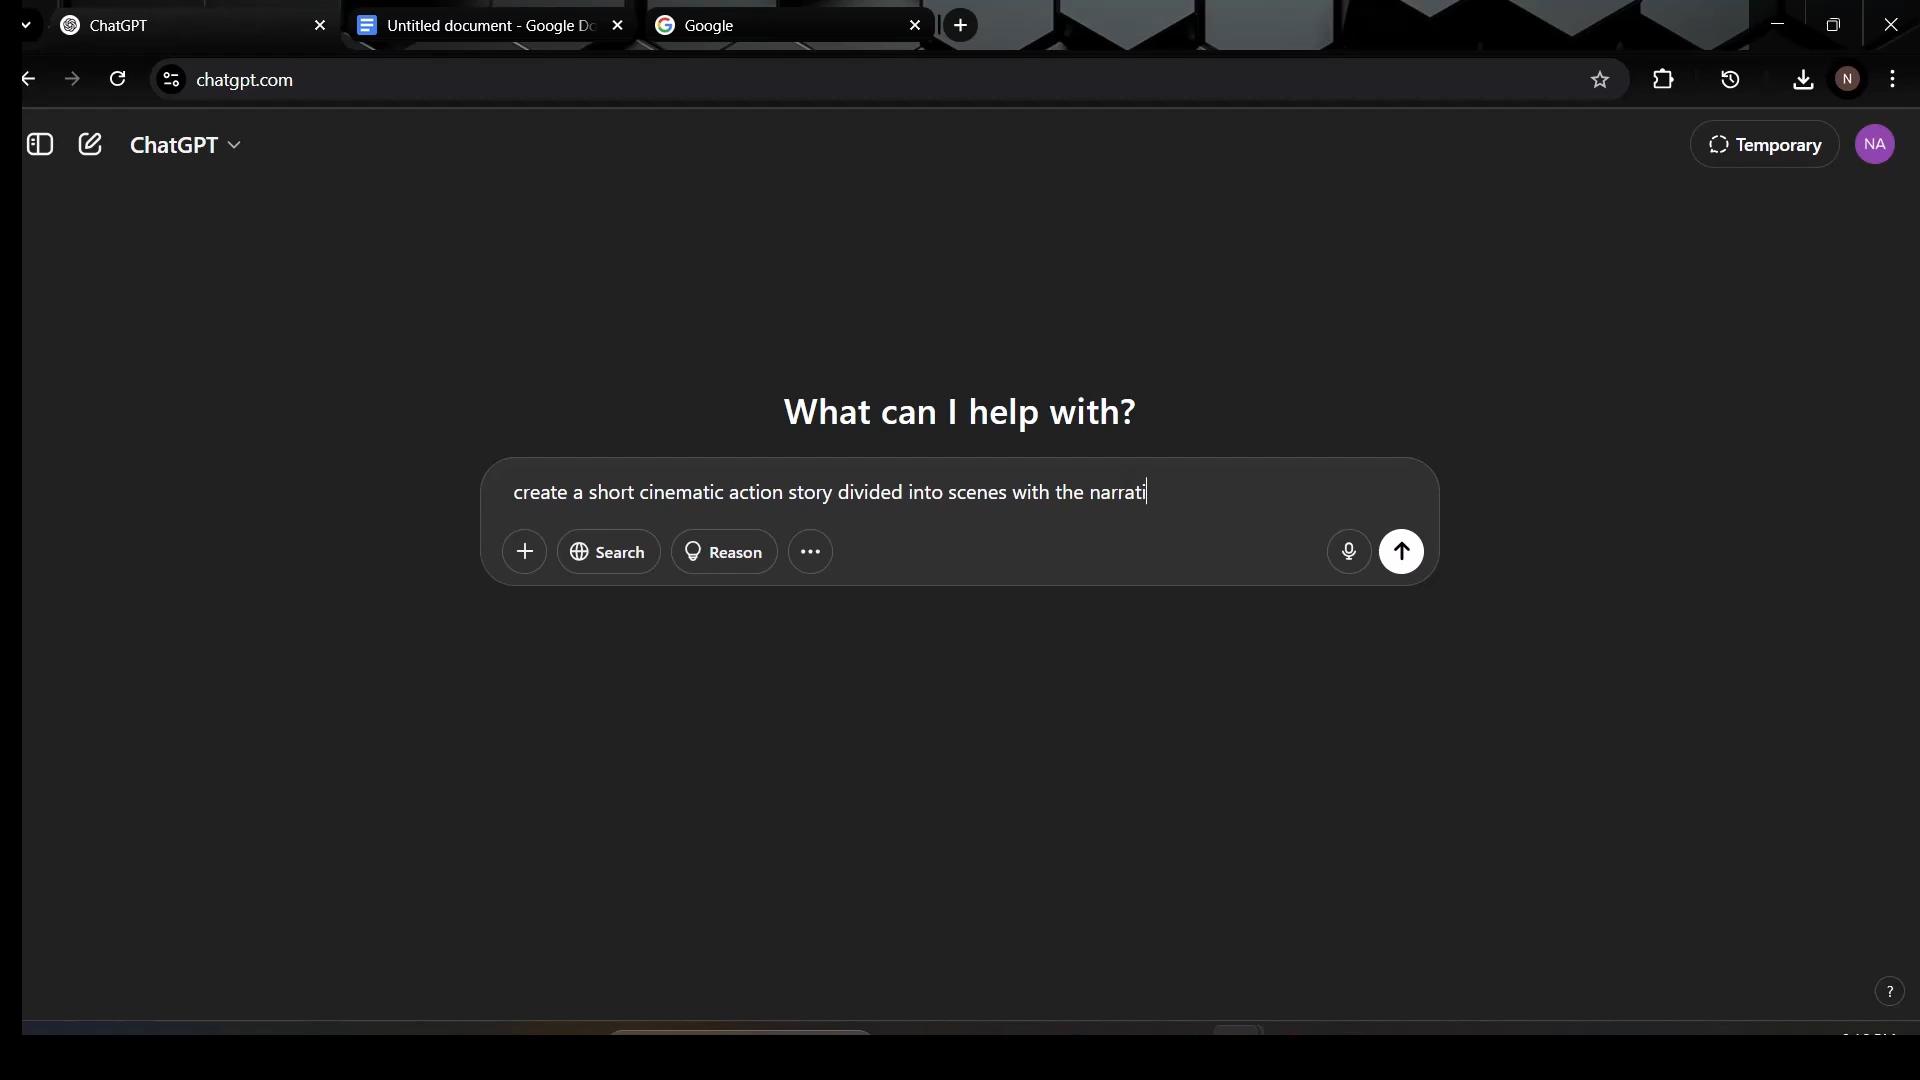 ChatGPT
Untitled document - Google Do
Google
chatgpt.com
N
ChatGPT
Temporary
NA
What can I help with?
create a short cinematic action story divided into scenes with the narrati
Search
Reason
?